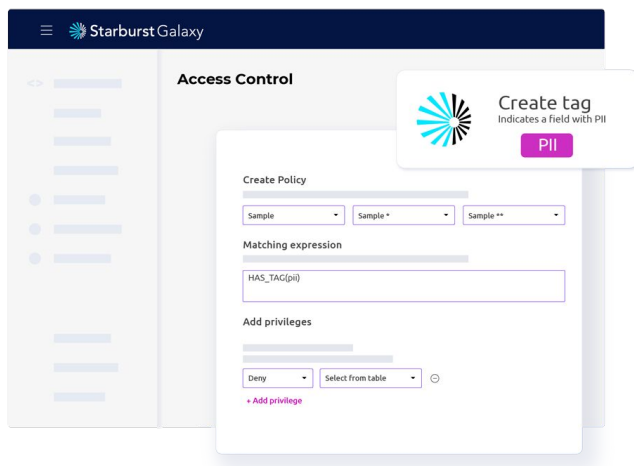 Starburst Galaxy
Access Control
Create tag
Indicates a field with PII
PII
Create Policy
Sample Sample * Sample **
Matching expression
HAS_TAG(pii)
Add privileges
Deny Select from table
+ Add privilege